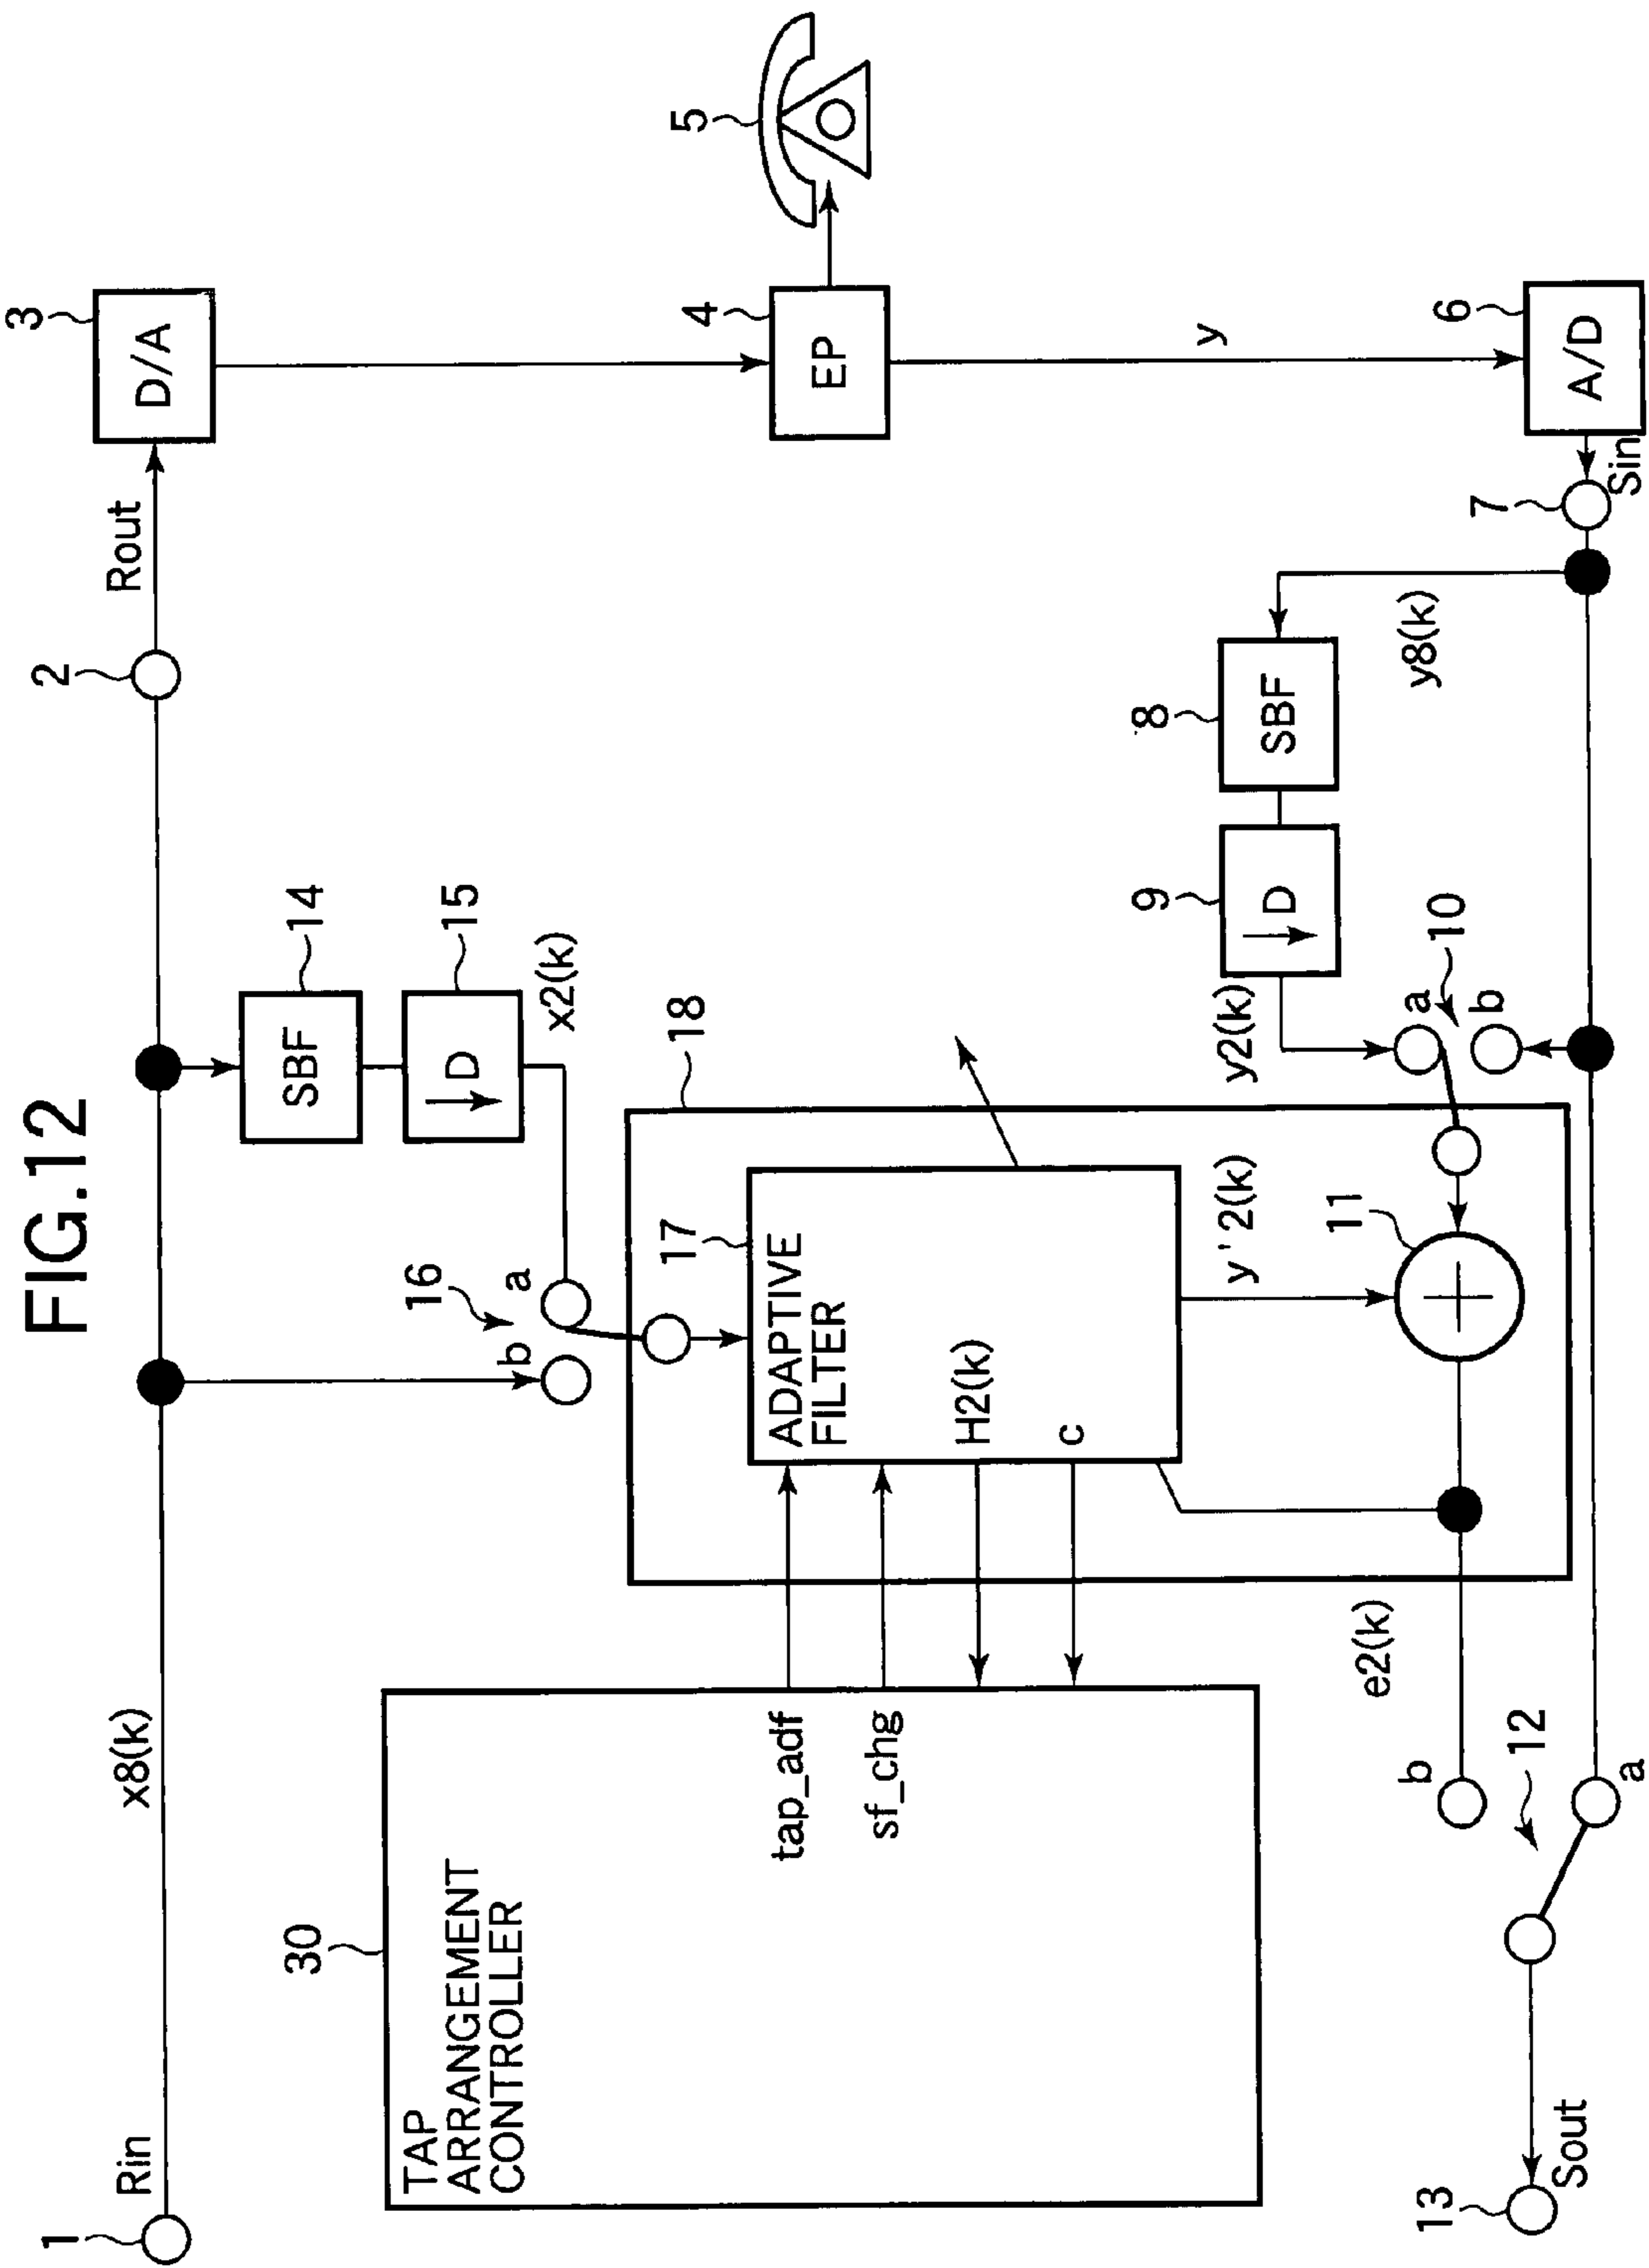 FIG.12
1
Rin
x8(k)
2
Rout
3
D/A
14
SBF
15
D
x2(k)
16
a
b
4
EP
5
y
30
TAP
ARRANGEMENT
CONTROLLER
tap_adf
sf_chg
17
ADAPTIVE
FILTER
H2(k)
c
18
y'2(k)
11
8
SBF
9
D
y2(k)
y8(k)
10
a
b
6
A/D
7
Sin
e2(k)
b
12
a
13
Sout